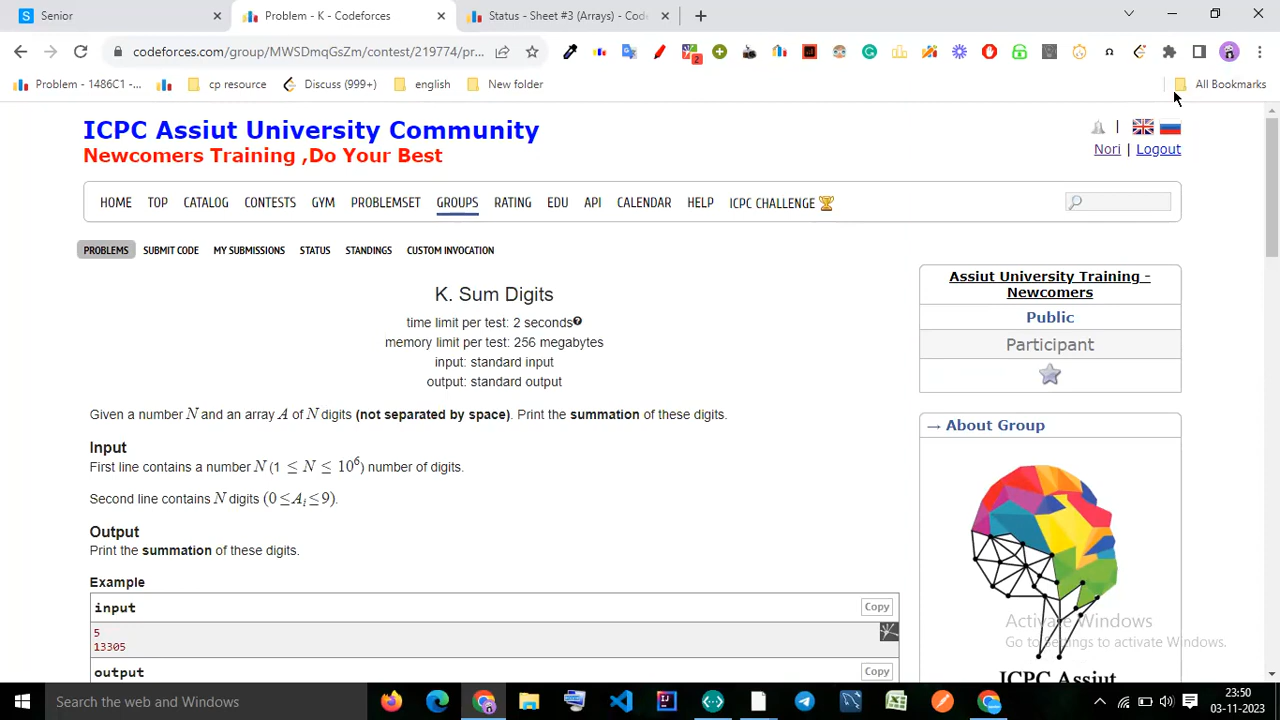 Senior
Problem - K - Codeforces
Status - Sheet #3 (Arrays) - Cod
codeforces.com/group/MWSDmqGsZm/contest/219774/pr...
2
Problem - 1486C1 -...
cp resource
Discuss (999+)
english
New folder
All Bookmarks
ICPC Assiut University Community
Newcomers Training ,Do Your Best
Nori | Logout
HOME TOP CATALOG CONTESTS GYM PROBLEMSET GROUPS RATING EDU API CALENDAR HELP ICPC CHALLENGE
PROBLEMS SUBMIT CODE MY SUBMISSIONS STATUS STANDINGS CUSTOM INVOCATION
K. Sum Digits
time limit per test: 2 seconds
memory limit per test: 256 megabytes
input: standard input
output: standard output
Given a number N and an array A of N digits (not separated by space). Print the summation of these digits.
Input
First line contains a number N (1 ≤ N ≤ 10⁶) number of digits.
Second line contains N digits (0 ≤ Aᵢ ≤ 9).
Output
Print the summation of these digits.
Example
input
Copy
5
13305
output
Copy
Assiut University Training -
Newcomers
Public
Participant
→ About Group
ICPC Assiut
Activate Windows
Go to Settings to activate Windows.
Search the web and Windows
23:50
03-11-2023